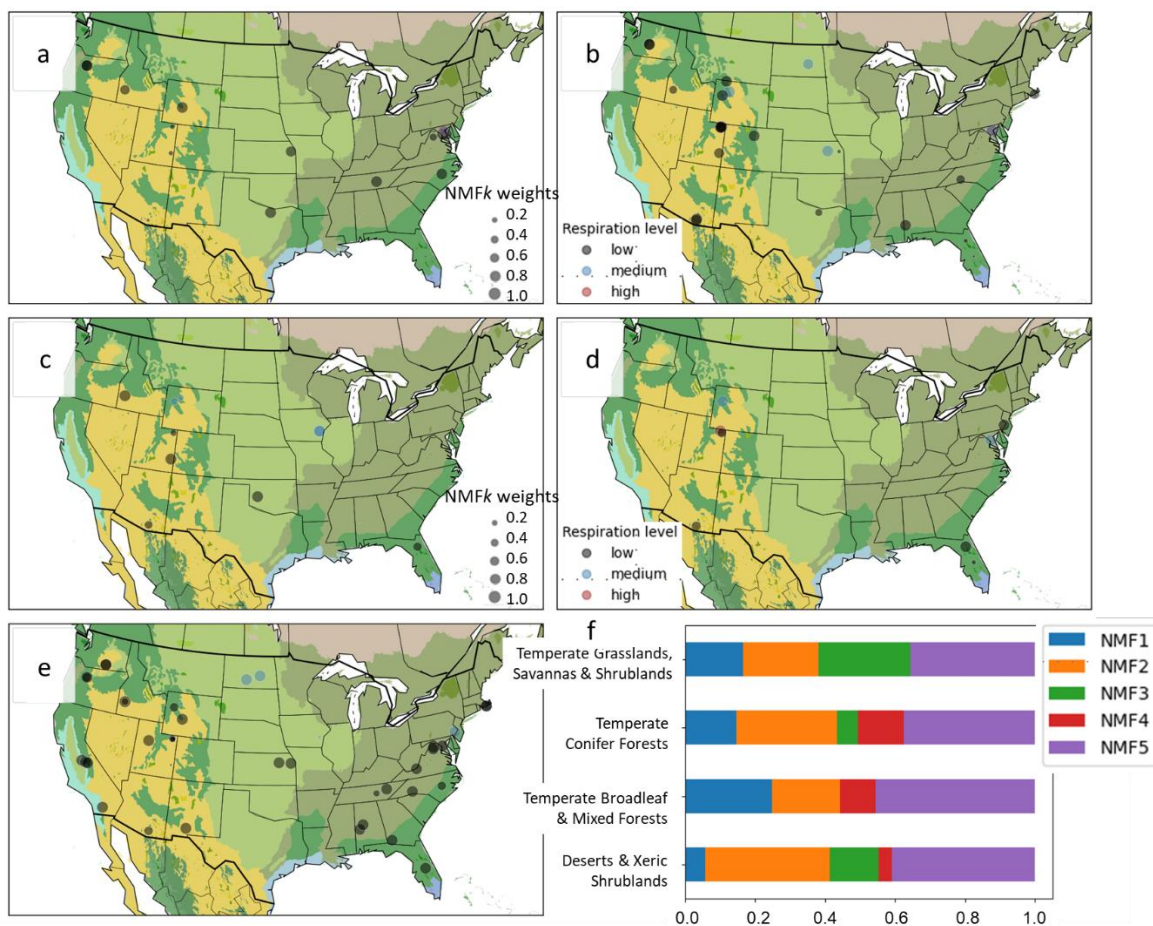 a
NMFk weights
0.2
0.4
0.6
0.8
1.0
b
Respiration level
low
medium
high
c
NMFk weights
0.2
0.4
0.6
0.8
1.0
d
Respiration level
low
medium
high
e
f
Temperate Grasslands,
Savannas & Shrublands
Temperate
Conifer Forests
Temperate Broadleaf
& Mixed Forests
Deserts & Xeric
Shrublands
0.0 0.2 0.4 0.6 0.8 1.0
NMF1
NMF2
NMF3
NMF4
NMF5